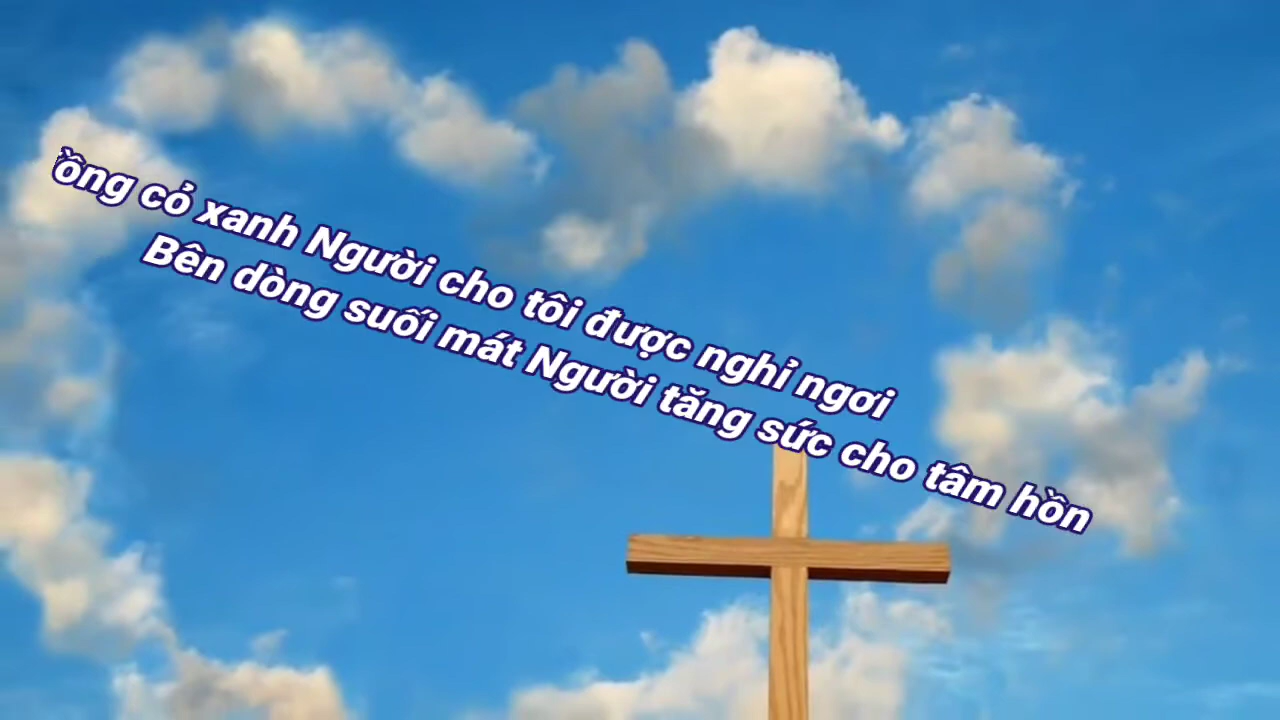 ồng cỏ xanh Người cho tôi được nghỉ ngơi
Bên dòng suối mát Người tăng sức cho tâm hồn